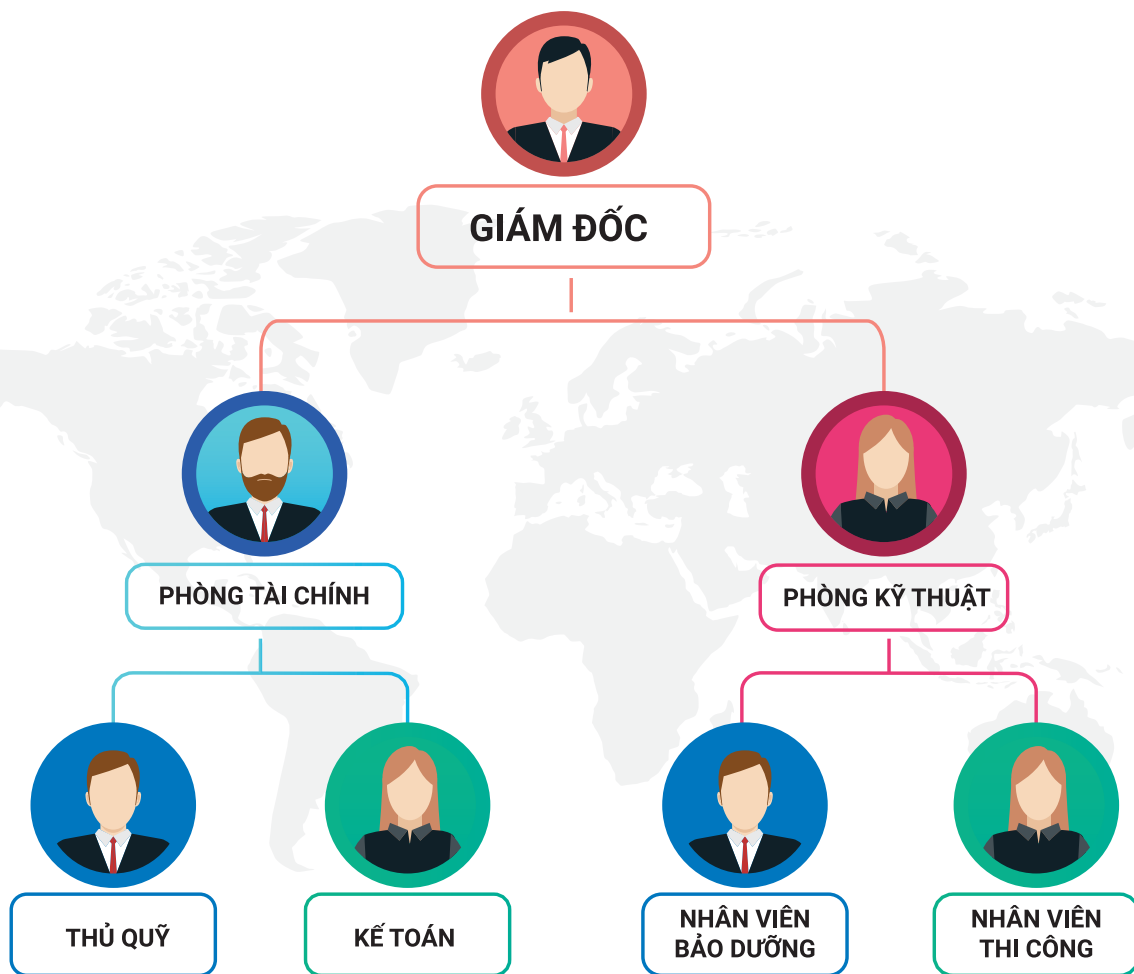 GIÁM ĐỐC
PHÒNG TÀI CHÍNH
PHÒNG KỸ THUẬT
THỦ QUỸ
KẾ TOÁN
NHÂN VIÊN
BẢO DƯỠNG
NHÂN VIÊN
THI CÔNG